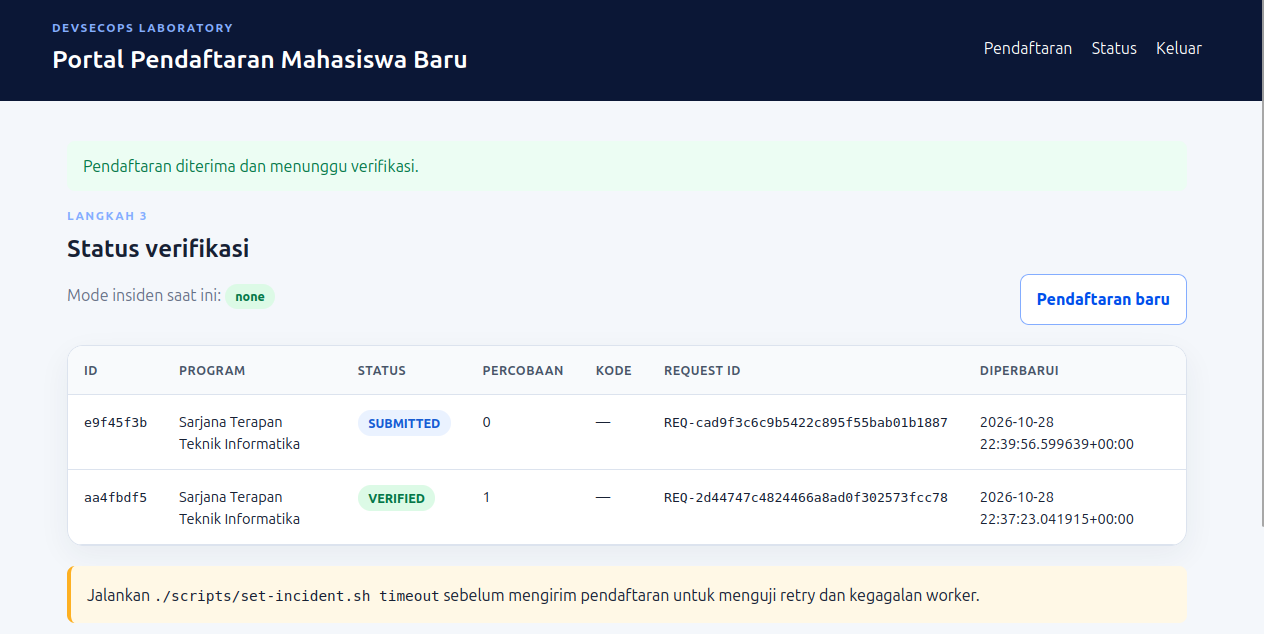 DEVSECOPS LABORATORY
Portal Pendaftaran Mahasiswa Baru
Pendaftaran Status Keluar
Pendaftaran diterima dan menunggu verifikasi.
LANGKAH 3
Status verifikasi
Mode insiden saat ini: none
Pendaftaran baru
ID PROGRAM STATUS PERCOBAAN KODE REQUEST ID DIPERBARUI
e9f45f3b Sarjana Terapan SUBMITTED 0 — REQ-cad9f3c6c9b5422c895f55bab01b1887 2026-10-28
Teknik Informatika 22:39:56.599639+00:00
aa4fbdf5 Sarjana Terapan VERIFIED 1 — REQ-2d44747c4824466a8ad0f302573fcc78 2026-10-28
Teknik Informatika 22:37:23.041915+00:00
Jalankan ./scripts/set-incident.sh timeout sebelum mengirim pendaftaran untuk menguji retry dan kegagalan worker.